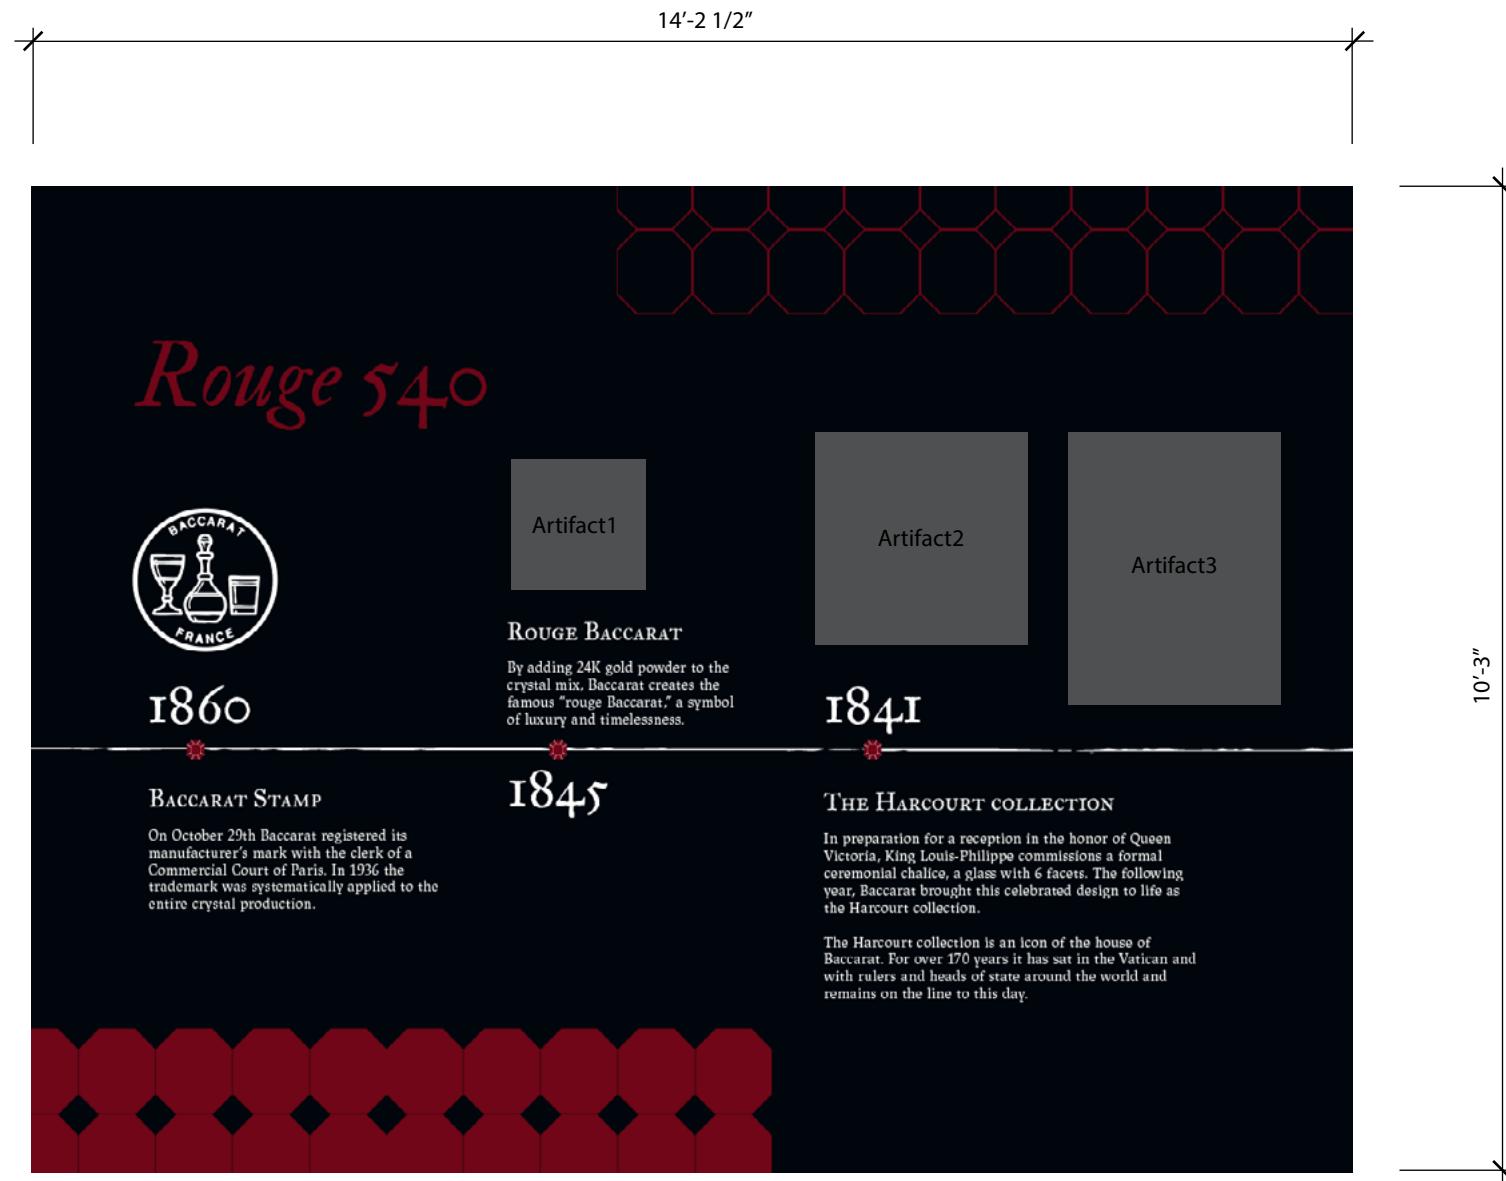 14’-2 1/2”
10’-3”
Rouge 540
Artifact1
Artifact2
Artifact3
BACCARAT
FRANCE
1860
Baccarat Stamp
On October 29th Baccarat registered its
manufacturer’s mark with the clerk of a
Commercial Court of Paris. In 1936 the
trademark was systematically applied to the
entire crystal production.
Rouge Baccarat
By adding 24K gold powder to the
crystal mix, Baccarat creates the
famous “rouge Baccarat,” a symbol
of luxury and timelessness.
1845
1841
The Harcourt collection
In preparation for a reception in the honor of Queen
Victoria, King Louis-Philippe commissions a formal
ceremonial chalice, a glass with 6 facets. The following
year, Baccarat brought this celebrated design to life as
the Harcourt collection.
The Harcourt collection is an icon of the house of
Baccarat. For over 170 years it has sat in the Vatican and
with rulers and heads of state around the world and
remains on the line to this day.